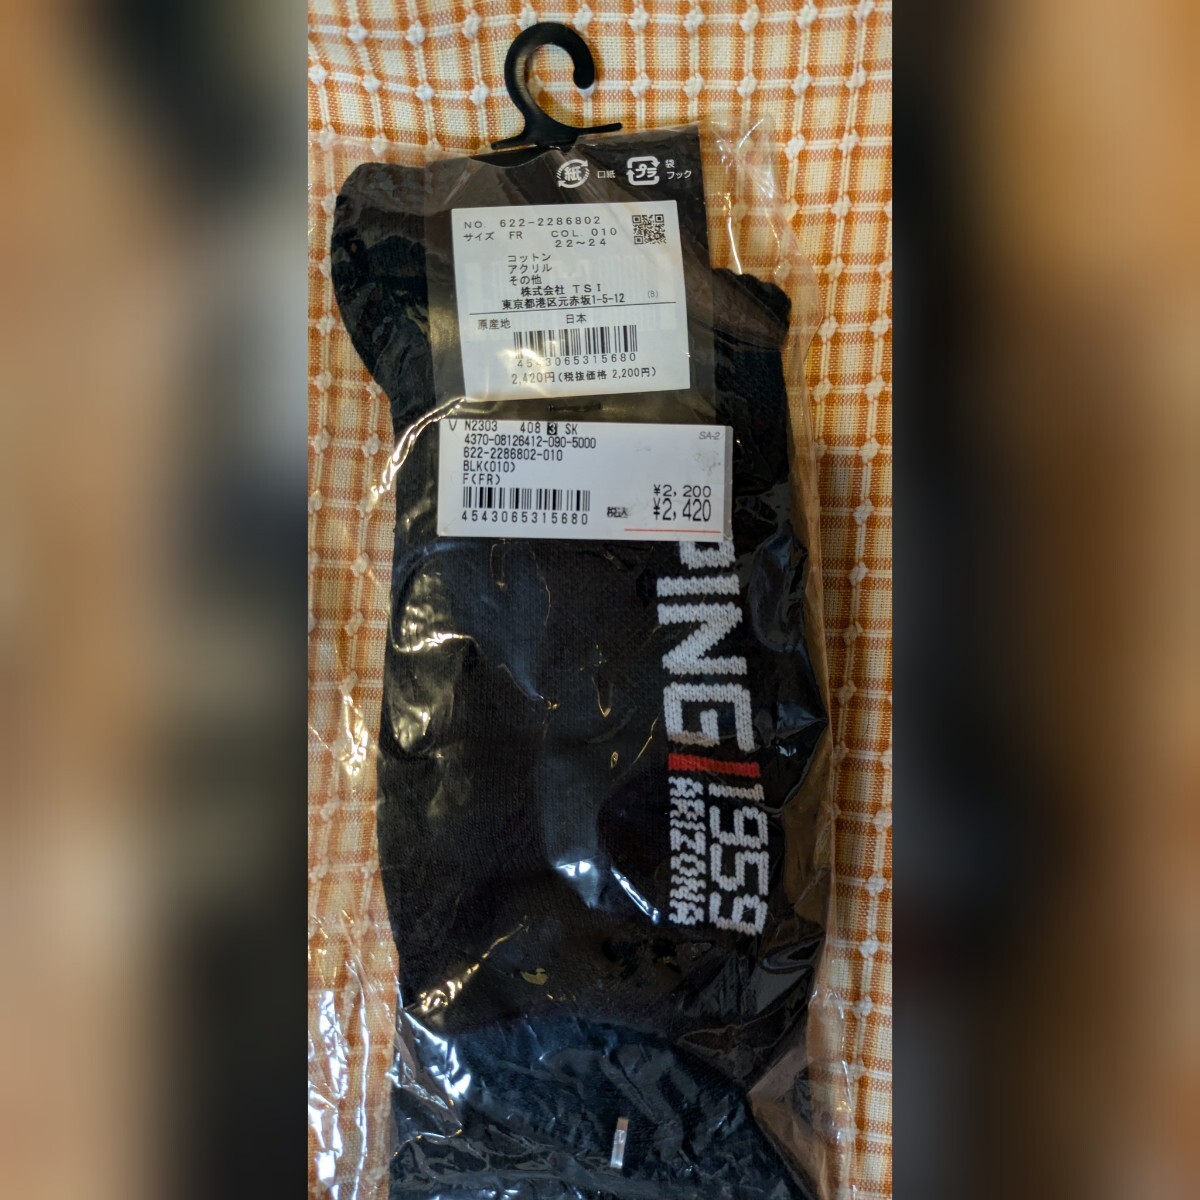 紙 口紙 プラ 袋
フック
NO. 622-2286802
サイズ FR COL. 010
22～24
コットン
アクリル
その他
株式会社 TSI
東京都港区元赤坂1-5-12 (5)
原産地 日本
4543065315680
2,420円(税抜価格 2,200円)
N2303 408 3 SK
SA-2
4370-08126412-090-5000
622-2286802-010
BLK(010)
F(FR)
¥2,200
4543065315680 税込 ¥2,420
PING
1959
ARIZONA